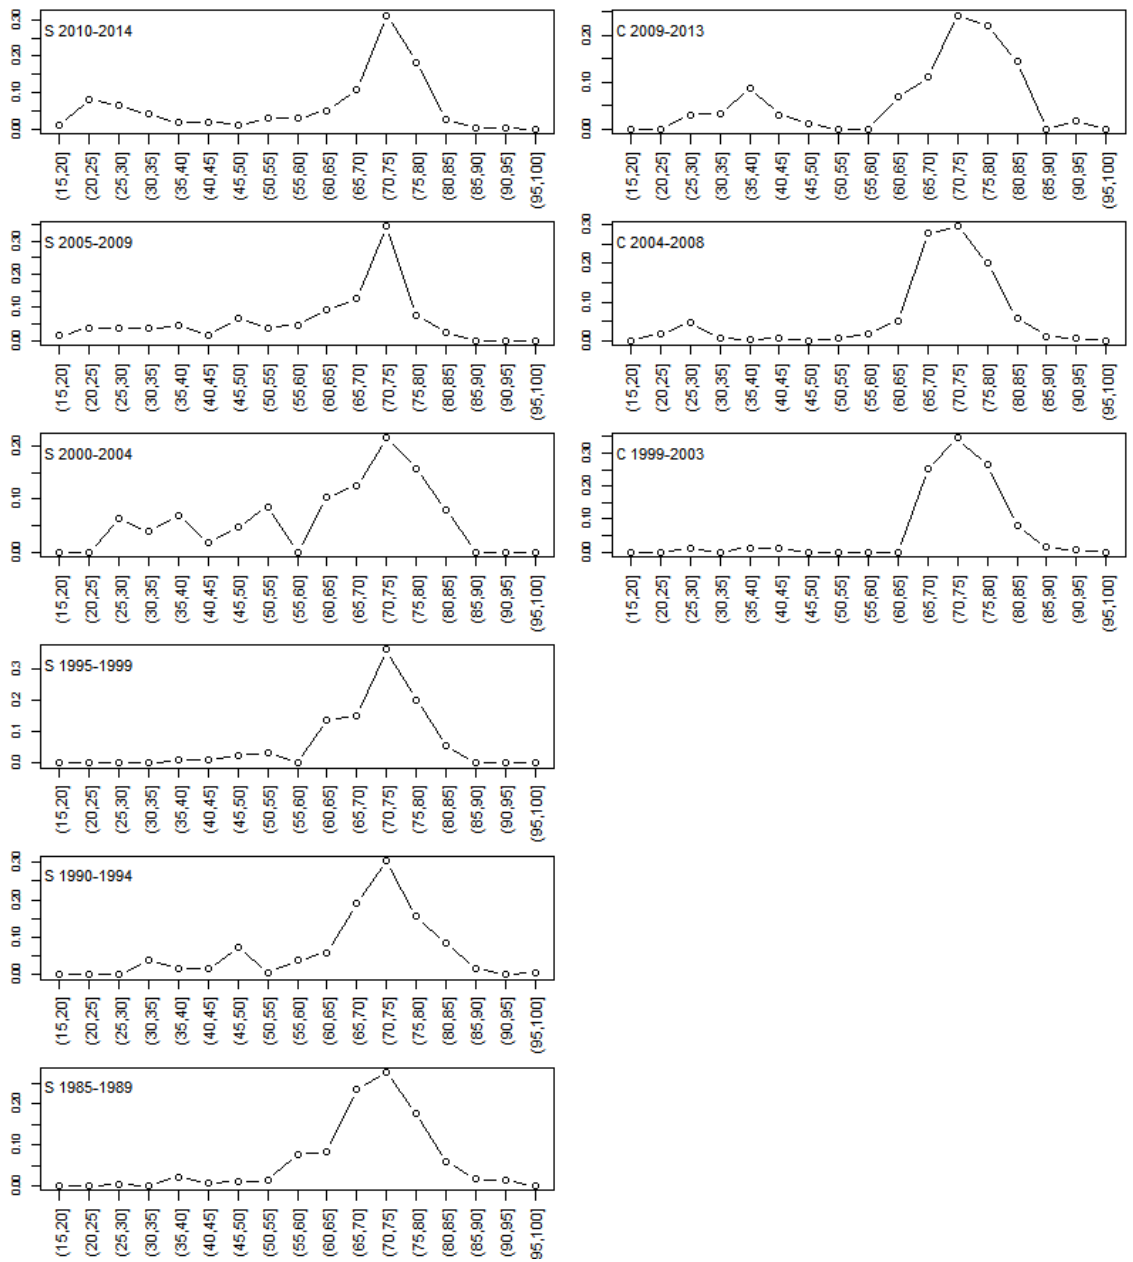 S 2010-2014
0.30
0.20
0.10
0.00
(15,20] (20,25] (25,30] (30,35] (35,40] (40,45] (45,50] (50,55] (55,60] (60,65] (65,70] (70,75] (75,80] (80,85] (85,90] (90,95] (95,100]
C 2009-2013
0.20
0.10
0.00
(15,20] (20,25] (25,30] (30,35] (35,40] (40,45] (45,50] (50,55] (55,60] (60,65] (65,70] (70,75] (75,80] (80,85] (85,90] (90,95] (95,100]
S 2005-2009
0.30
0.20
0.10
0.00
(15,20] (20,25] (25,30] (30,35] (35,40] (40,45] (45,50] (50,55] (55,60] (60,65] (65,70] (70,75] (75,80] (80,85] (85,90] (90,95] (95,100]
C 2004-2008
0.30
0.20
0.10
0.00
(15,20] (20,25] (25,30] (30,35] (35,40] (40,45] (45,50] (50,55] (55,60] (60,65] (65,70] (70,75] (75,80] (80,85] (85,90] (90,95] (95,100]
S 2000-2004
0.20
0.10
0.00
(15,20] (20,25] (25,30] (30,35] (35,40] (40,45] (45,50] (50,55] (55,60] (60,65] (65,70] (70,75] (75,80] (80,85] (85,90] (90,95] (95,100]
C 1999-2003
0.30
0.20
0.10
0.00
(15,20] (20,25] (25,30] (30,35] (35,40] (40,45] (45,50] (50,55] (55,60] (60,65] (65,70] (70,75] (75,80] (80,85] (85,90] (90,95] (95,100]
S 1995-1999
0.3
0.2
0.1
0.0
(15,20] (20,25] (25,30] (30,35] (35,40] (40,45] (45,50] (50,55] (55,60] (60,65] (65,70] (70,75] (75,80] (80,85] (85,90] (90,95] (95,100]
S 1990-1994
0.30
0.20
0.10
0.00
(15,20] (20,25] (25,30] (30,35] (35,40] (40,45] (45,50] (50,55] (55,60] (60,65] (65,70] (70,75] (75,80] (80,85] (85,90] (90,95] (95,100]
S 1985-1989
0.20
0.10
0.00
(15,20] (20,25] (25,30] (30,35] (35,40] (40,45] (45,50] (50,55] (55,60] (60,65] (65,70] (70,75] (75,80] (80,85] (85,90] (90,95] 95,100]